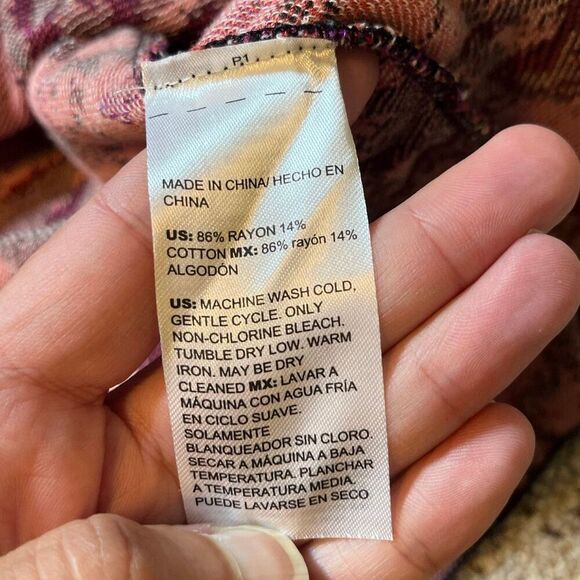 P1
MADE IN CHINA/ HECHO EN
CHINA
US: 86% RAYON 14%
COTTON MX: 86% rayón 14%
ALGODÓN
US: MACHINE WASH COLD,
GENTLE CYCLE. ONLY
NON-CHLORINE BLEACH.
TUMBLE DRY LOW. WARM
IRON. MAY BE DRY
CLEANED MX: LAVAR A
MÁQUINA CON AGUA FRÍA
EN CICLO SUAVE.
SOLAMENTE
BLANQUEADOR SIN CLORO.
SECAR A MÁQUINA A BAJA
TEMPERATURA. PLANCHAR
A TEMPERATURA MEDIA.
PUEDE LAVARSE EN SECO